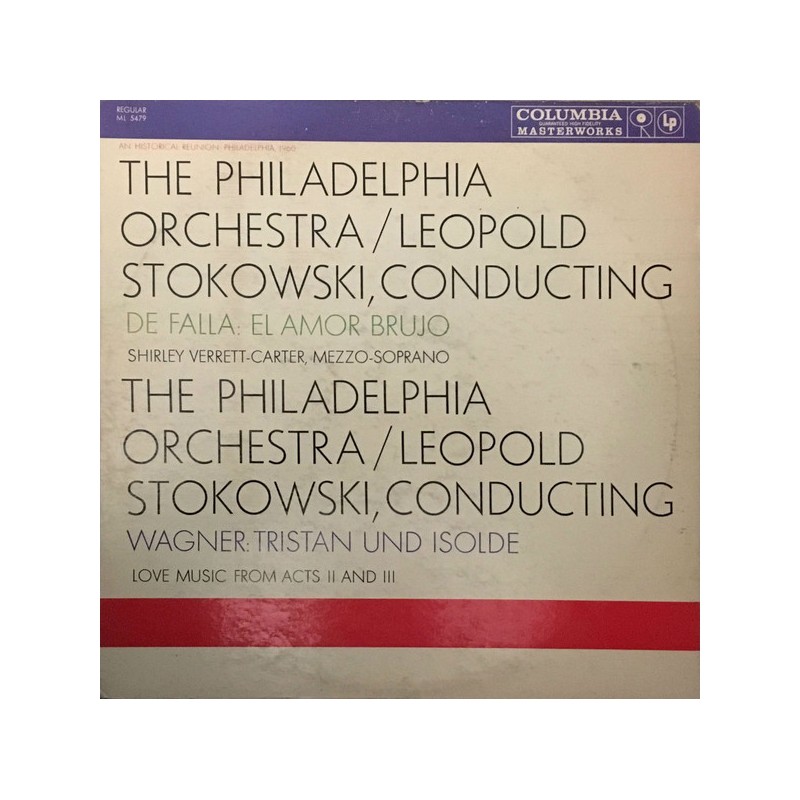 REGULAR
ML 5479
COLUMBIA
GUARANTEED HIGH FIDELITY
MASTERWORKS
Lp
AN HISTORICAL REUNION: PHILADELPHIA, 1960
THE PHILADELPHIA
ORCHESTRA/LEOPOLD
STOKOWSKI, CONDUCTING
DE FALLA: EL AMOR BRUJO
SHIRLEY VERRETT-CARTER, MEZZO-SOPRANO
THE PHILADELPHIA
ORCHESTRA/LEOPOLD
STOKOWSKI, CONDUCTING
WAGNER: TRISTAN UND ISOLDE
LOVE MUSIC FROM ACTS II AND III